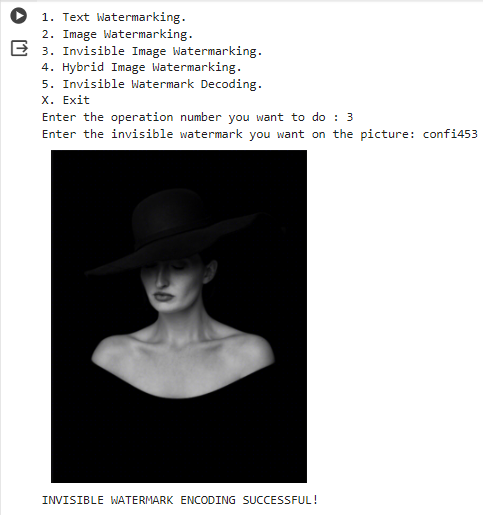 1. Text Watermarking.
2. Image Watermarking.
3. Invisible Image Watermarking.
4. Hybrid Image Watermarking.
5. Invisible Watermark Decoding.
X. Exit
Enter the operation number you want to do : 3
Enter the invisible watermark you want on the picture: confi453
INVISIBLE WATERMARK ENCODING SUCCESSFUL!